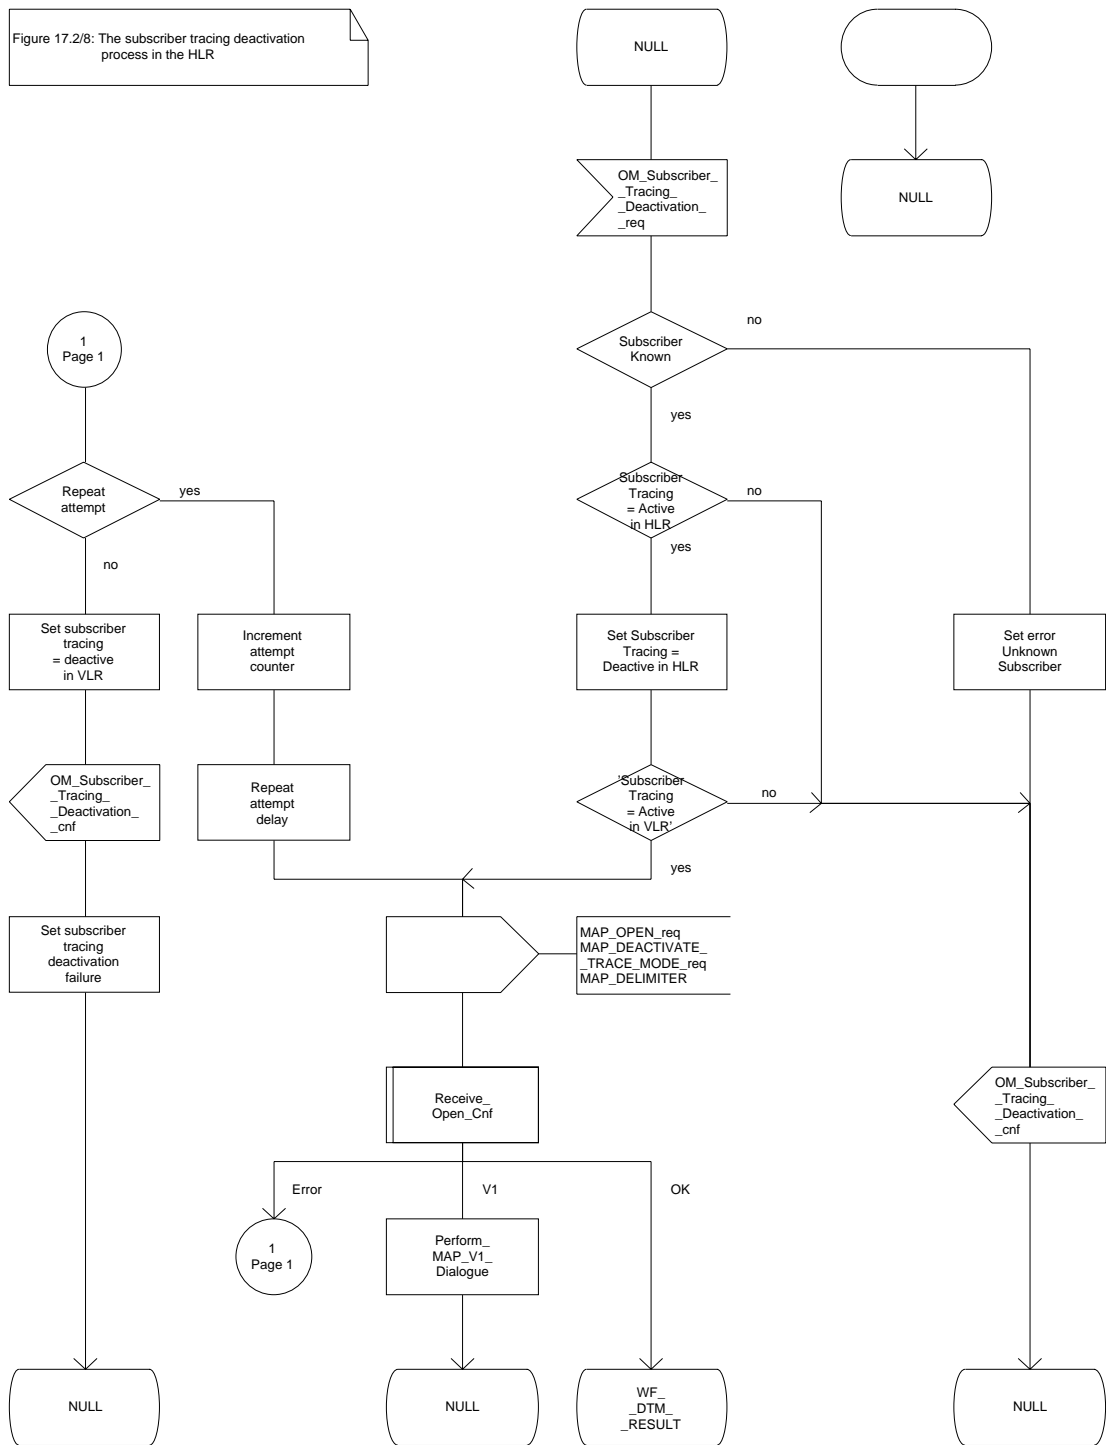 Figure 17.2/8: The subscriber tracing deactivation
process in the HLR
NULL
OM_Subscriber_
_Tracing_
_Deactivation_
_req
NULL
1
Page 1
Subscriber
Known
no
yes
Repeat
attempt
yes
no
Subscriber
Tracing
= Active
in HLR
no
yes
Set subscriber
tracing
= deactive
in VLR
Increment
attempt
counter
Set Subscriber
Tracing =
Deactive in HLR
Set error
Unknown
Subscriber
OM_Subscriber_
_Tracing_
_Deactivation_
_cnf
Repeat
attempt
delay
'Subscriber
Tracing
= Active
in VLR'
no
yes
Set subscriber
tracing
deactivation
failure
MAP_OPEN_req
MAP_DEACTIVATE_
_TRACE_MODE_req
MAP_DELIMITER
Receive_
Open_Cnf
OM_Subscriber_
_Tracing_
_Deactivation_
_cnf
Error
V1
OK
1
Page 1
Perform_
MAP_V1_
Dialogue
NULL
NULL
WF_
_DTM_
_RESULT
NULL